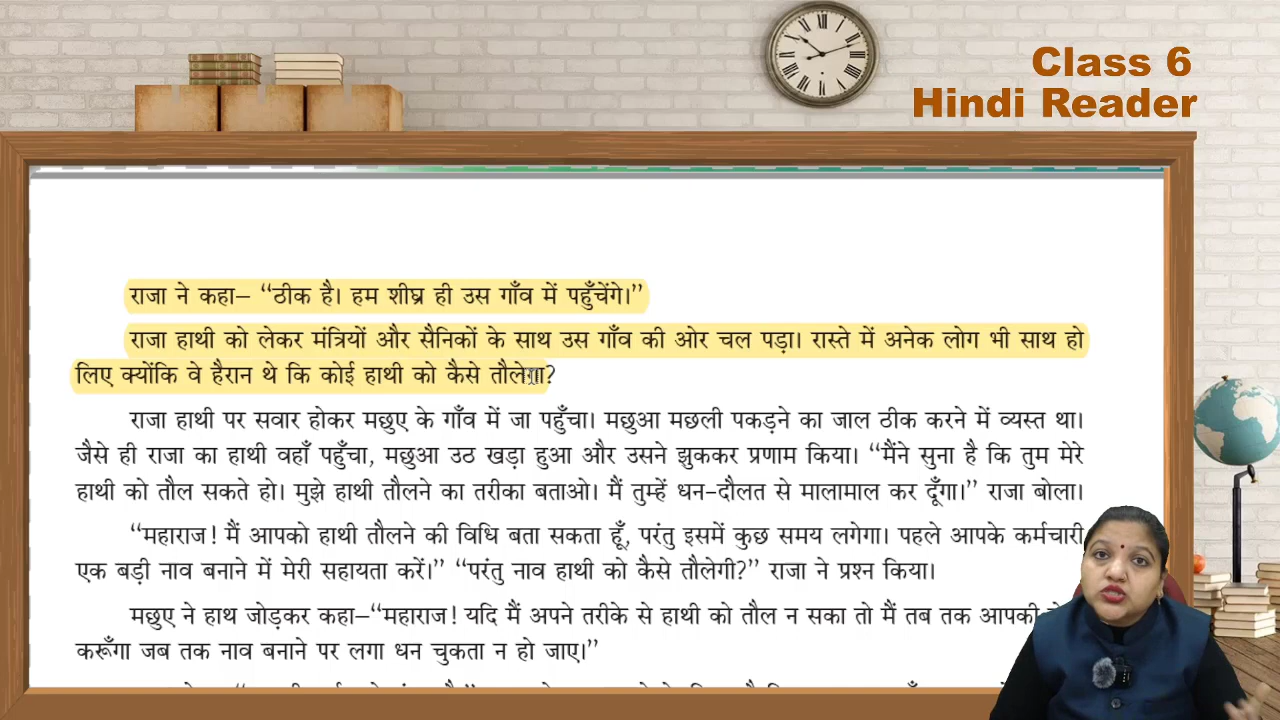 Class 6
Hindi Reader
राजा ने कहा– ‘‘ठीक है। हम शीघ्र ही उस गाँव में पहुँचेंगे।’’
राजा हाथी को लेकर मंत्रियों और सैनिकों के साथ उस गाँव की ओर चल पड़ा। रास्ते में अनेक लोग भी साथ हो
लिए क्योंकि वे हैरान थे कि कोई हाथी को कैसे तौलेगा?
राजा हाथी पर सवार होकर मछुए के गाँव में जा पहुँचा। मछुआ मछली पकड़ने का जाल ठीक करने में व्यस्त था।
जैसे ही राजा का हाथी वहाँ पहुँचा, मछुआ उठ खड़ा हुआ और उसने झुककर प्रणाम किया। ‘‘मैंने सुना है कि तुम मेरे
हाथी को तौल सकते हो। मुझे हाथी तौलने का तरीका बताओ। मैं तुम्हें धन-दौलत से मालामाल कर दूँगा।’’ राजा बोला।
‘‘महाराज! मैं आपको हाथी तौलने की विधि बता सकता हूँ, परंतु इसमें कुछ समय लगेगा। पहले आपके कर्मचारी
एक बड़ी नाव बनाने में मेरी सहायता करें।’’ ‘‘परंतु नाव हाथी को कैसे तौलेगी?’’ राजा ने प्रश्न किया।
मछुए ने हाथ जोड़कर कहा–‘‘महाराज! यदि मैं अपने तरीके से हाथी को तौल न सका तो मैं तब तक आपकी
करूँगा जब तक नाव बनाने पर लगा धन चुकता न हो जाए।’’